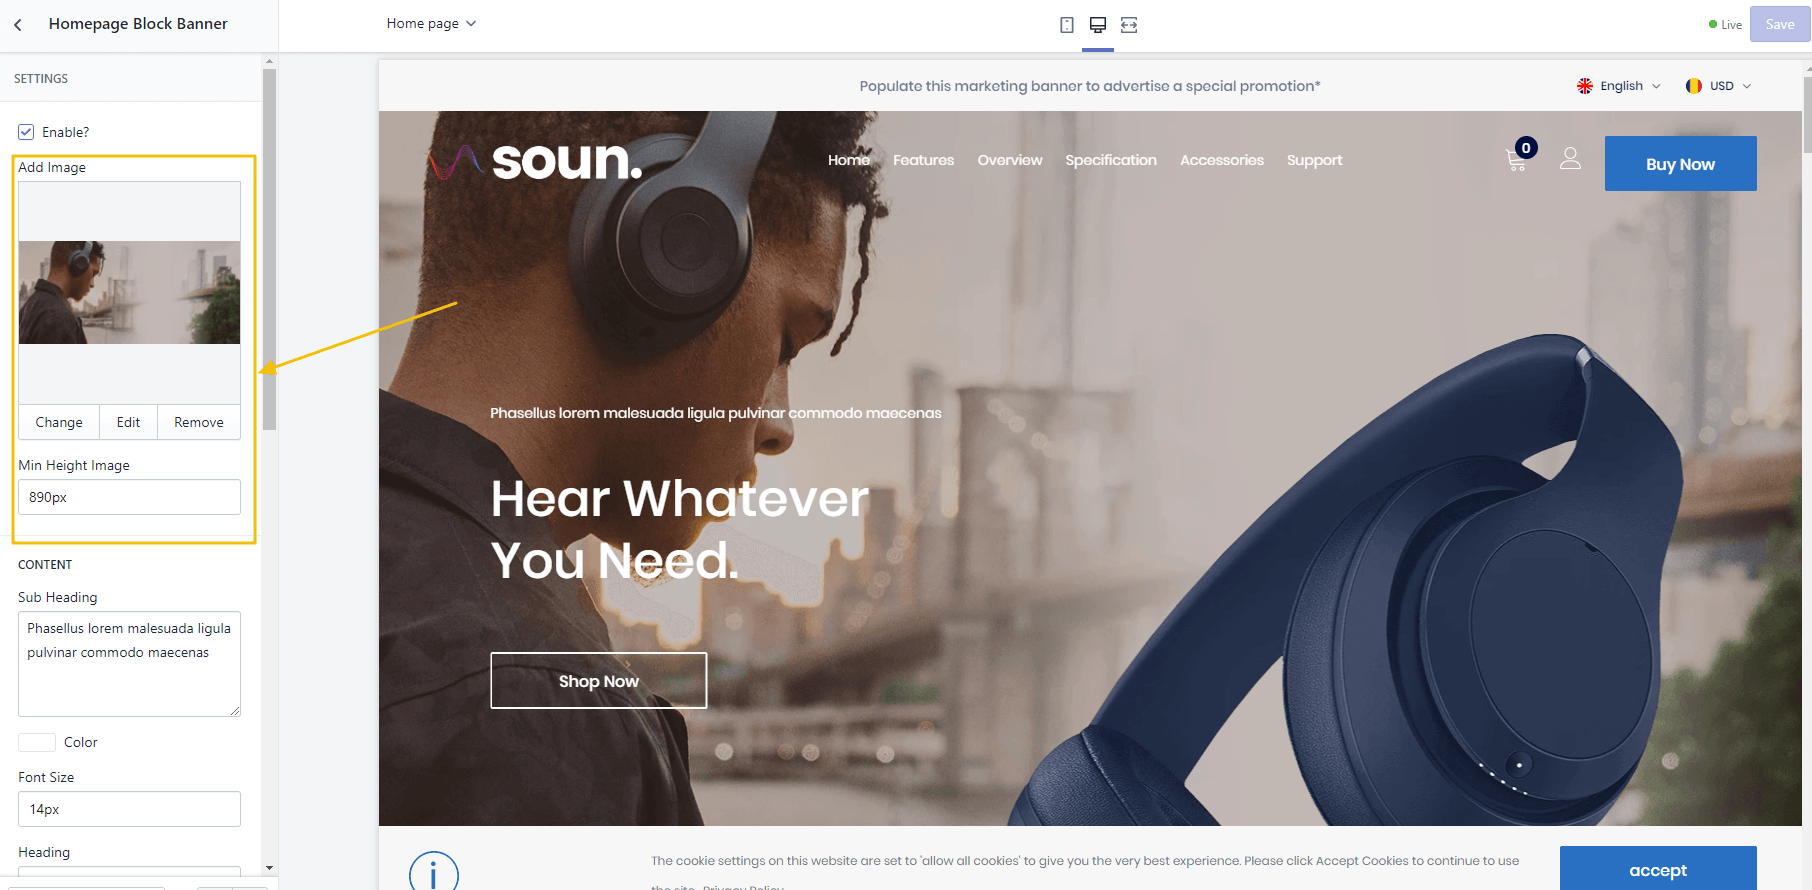 Homepage Block Banner
Home page
Live
Save
SETTINGS
Enable?
Add Image
Change
Edit
Remove
Min Height Image
890px
CONTENT
Sub Heading
Phasellus lorem malesuada ligula
pulvinar commodo maecenas
Color
Font Size
14px
Heading
Populate this marketing banner to advertise a special promotion*
English
USD
soun.
Home
Features
Overview
Specification
Accessories
Support
0
Buy Now
Phasellus lorem malesuada ligula pulvinar commodo maecenas
Hear Whatever
You Need.
Shop Now
The cookie settings on this website are set to 'allow all cookies' to give you the very best experience. Please click Accept Cookies to continue to use
the site. Privacy Policy
accept